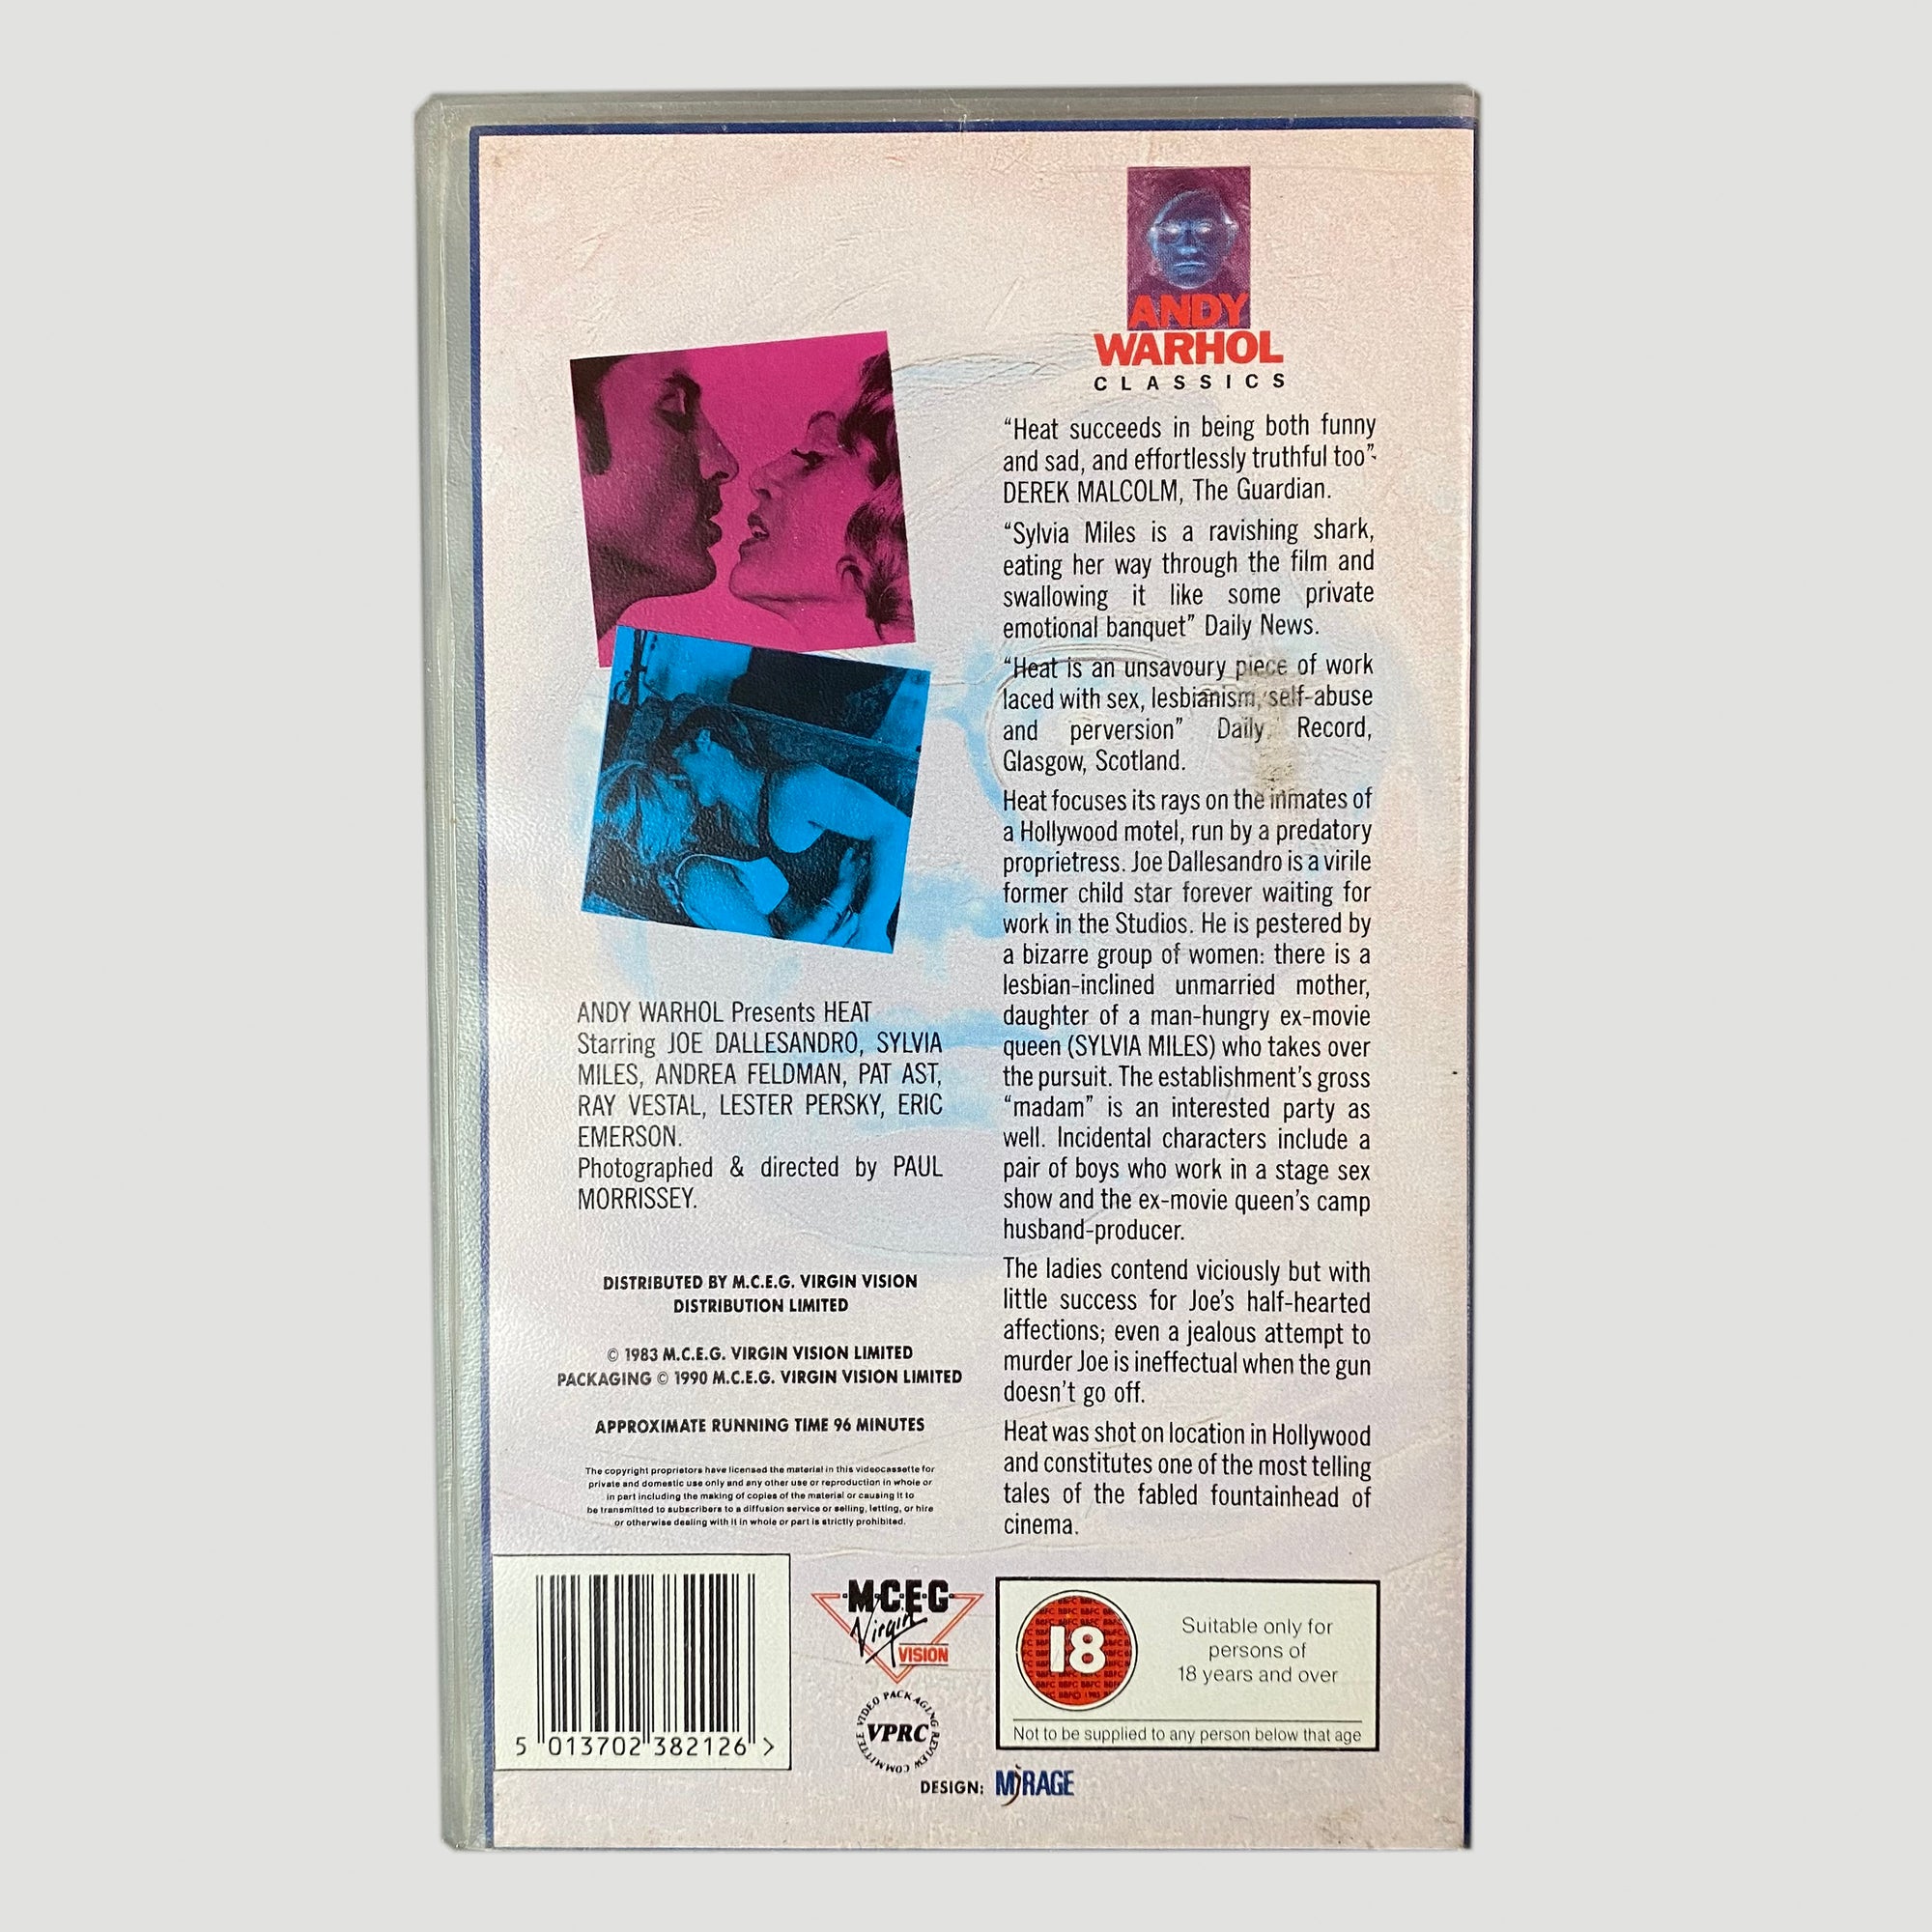 ANDY
WARHOL
CLASSICS
“Heat succeeds in being both funny
and sad, and effortlessly truthful too”.
DEREK MALCOLM, The Guardian.
“Sylvia Miles is a ravishing shark,
eating her way through the film and
swallowing it like some private
emotional banquet” Daily News.
“Heat is an unsavoury piece of work
laced with sex, lesbianism, self-abuse
and perversion” Daily Record,
Glasgow, Scotland.
Heat focuses its rays on the inmates of
a Hollywood motel, run by a predatory
proprietress. Joe Dallesandro is a virile
former child star forever waiting for
work in the Studios. He is pestered by
a bizarre group of women: there is a
lesbian-inclined unmarried mother,
daughter of a man-hungry ex-movie
queen (SYLVIA MILES) who takes over
the pursuit. The establishment’s gross
“madam” is an interested party as
well. Incidental characters include a
pair of boys who work in a stage sex
show and the ex-movie queen’s camp
husband-producer.
The ladies contend viciously but with
little success for Joe’s half-hearted
affections; even a jealous attempt to
murder Joe is ineffectual when the gun
doesn’t go off.
Heat was shot on location in Hollywood
and constitutes one of the most telling
tales of the fabled fountainhead of
cinema.
ANDY WARHOL Presents HEAT
Starring JOE DALLESANDRO, SYLVIA
MILES, ANDREA FELDMAN, PAT AST,
RAY VESTAL, LESTER PERSKY, ERIC
EMERSON.
Photographed & directed by PAUL
MORRISSEY.
DISTRIBUTED BY M.C.E.G. VIRGIN VISION
DISTRIBUTION LIMITED
© 1983 M.C.E.G. VIRGIN VISION LIMITED
PACKAGING © 1990 M.C.E.G. VIRGIN VISION LIMITED
APPROXIMATE RUNNING TIME 96 MINUTES
The copyright proprietors have licensed the material in this videocassette for
private and domestic use only and any other use or reproduction in whole or
in part including the making of copies of the material or causing it to
be transmitted to subscribers to a diffusion service or selling, letting, or hire
or otherwise dealing with it in whole or part is strictly prohibited.
5 013702 382126 >
M.C.E.G
Virgin
VISION
VIDEO PACKAGING REVIEW COMMITTEE
VPRC
18
Suitable only for
persons of
18 years and over
Not to be supplied to any person below that age
DESIGN: MIRAGE